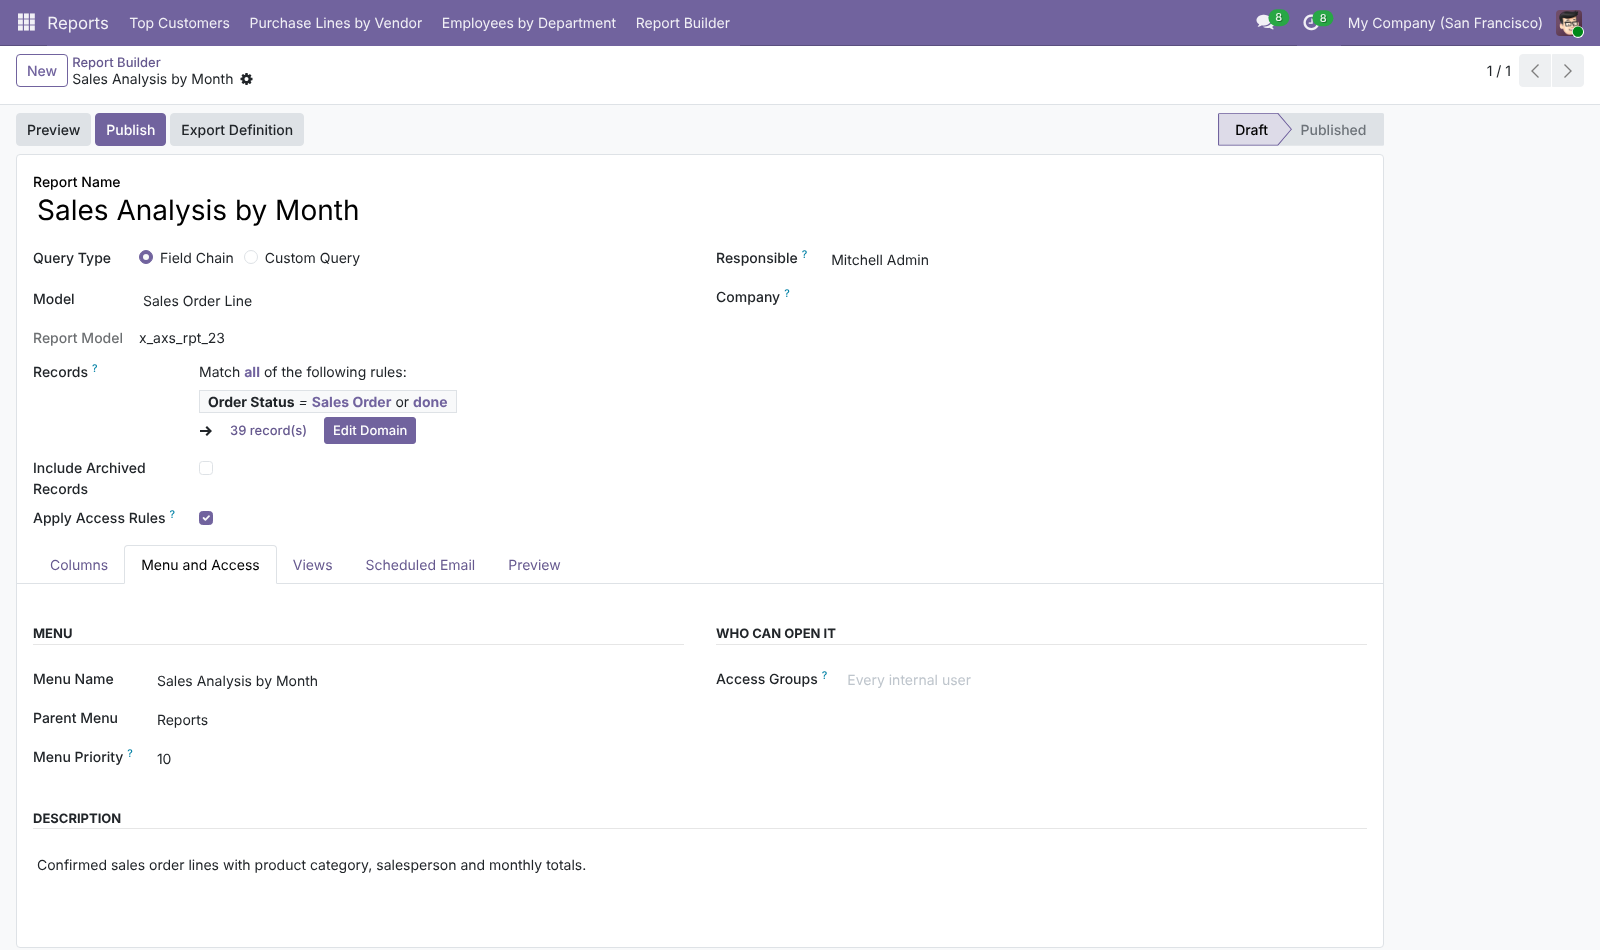 Reports Top Customers Purchase Lines by Vendor Employees by Department Report Builder 8 8 My Company (San Francisco)
New Report Builder
Sales Analysis by Month 1 / 1
Preview Publish Export Definition Draft Published
Report Name
Sales Analysis by Month
Query Type Field Chain Custom Query Responsible ? Mitchell Admin
Model Sales Order Line Company ?
Report Model x_axs_rpt_23
Records ? Match all of the following rules:
Order Status = Sales Order or done
39 record(s) Edit Domain
Include Archived
Records
Apply Access Rules ?
Columns Menu and Access Views Scheduled Email Preview
MENU WHO CAN OPEN IT
Menu Name Sales Analysis by Month Access Groups ? Every internal user
Parent Menu Reports
Menu Priority ? 10
DESCRIPTION
Confirmed sales order lines with product category, salesperson and monthly totals.